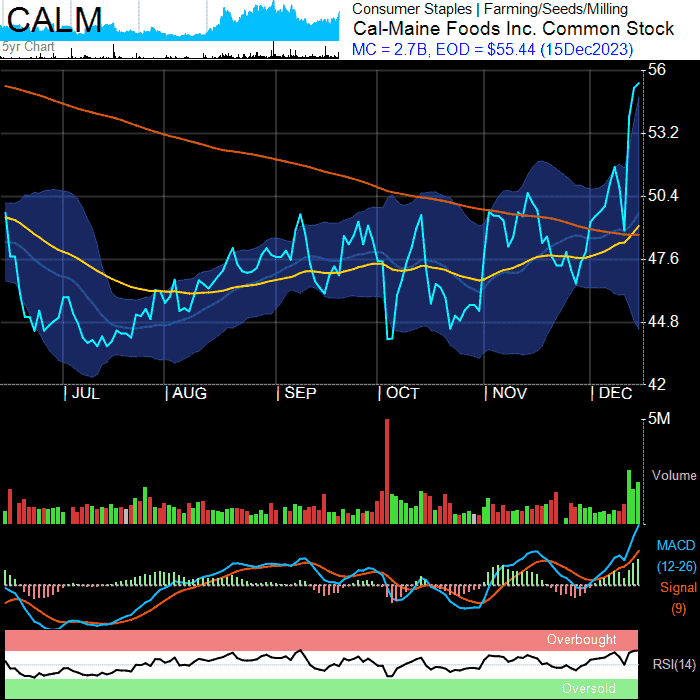 CALM
5yr Chart
Consumer Staples | Farming/Seeds/Milling
Cal-Maine Foods Inc. Common Stock
MC = 2.7B, EOD = $55.44 (15Dec2023)
56
53.2
50.4
47.6
44.8
42
| JUL | AUG | SEP | OCT | NOV | DEC
5M
Volume
MACD
(12-26)
Signal
(9)
Overbought
RSI(14)
Oversold